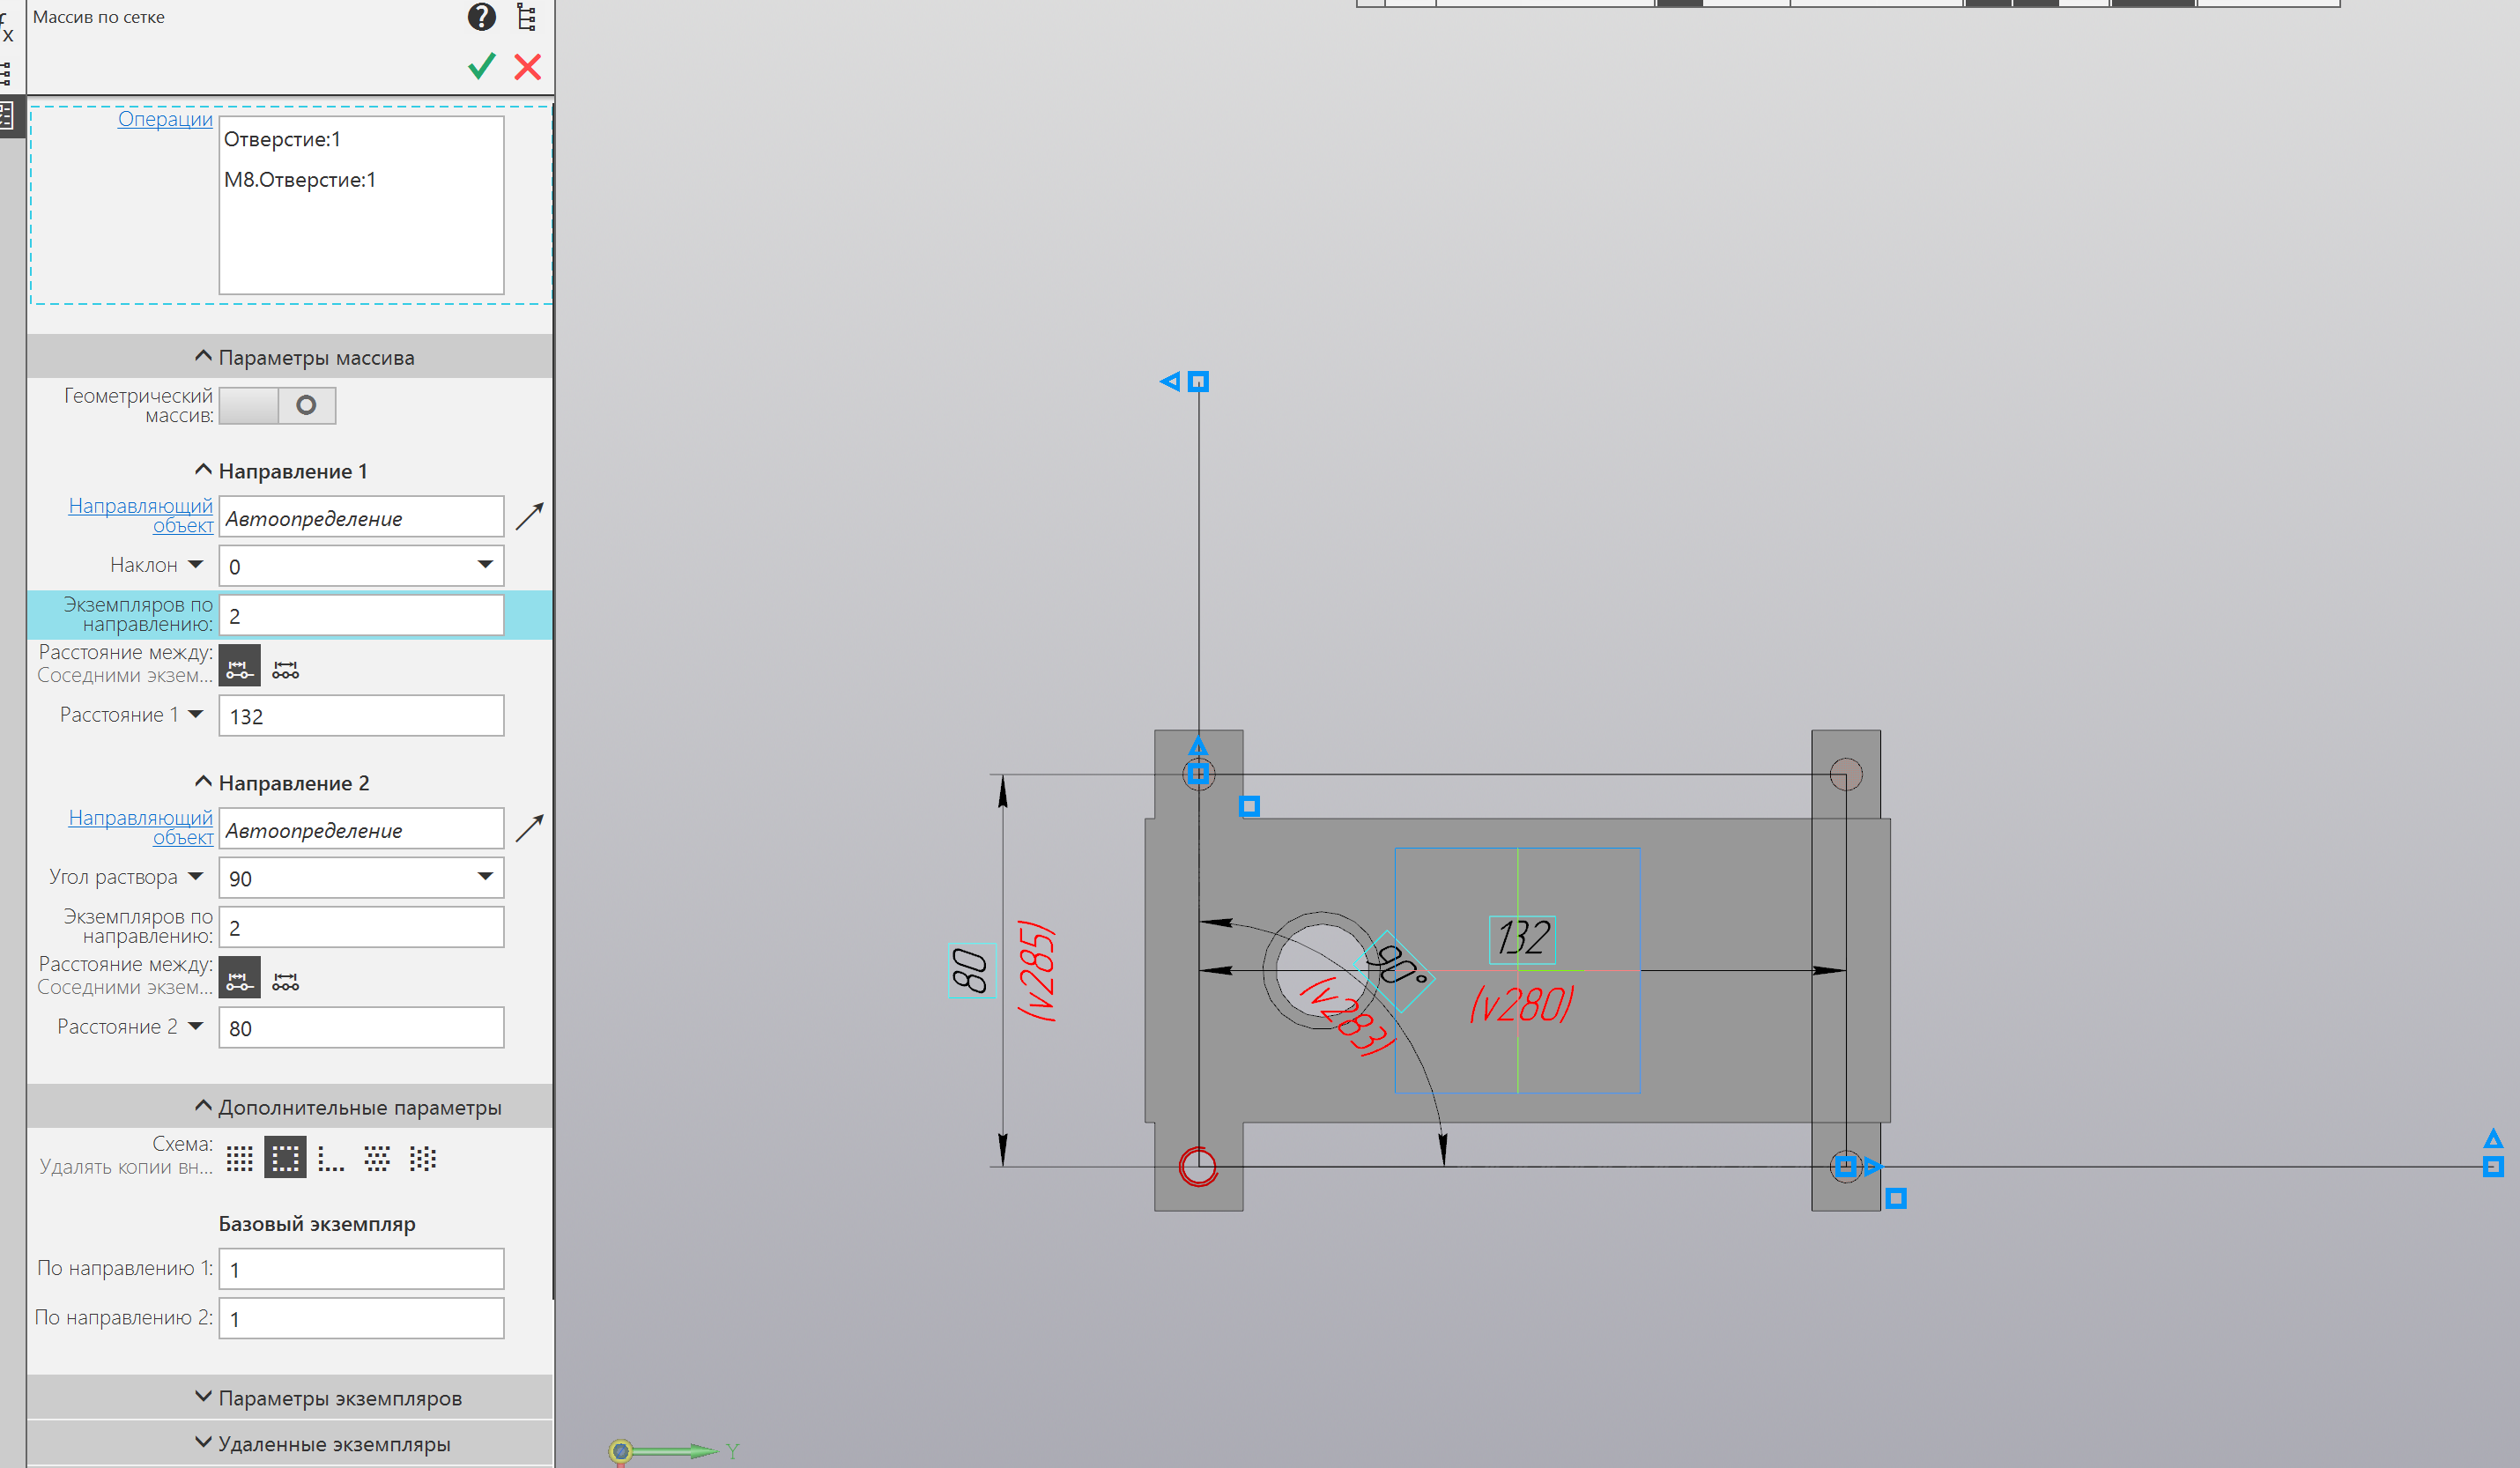 Массив по сетке
fx
Операции
Отверстие:1
М8.Отверстие:1
Параметры массива
Геометрический
массив:
Направление 1
Направляющий
объект
Автоопределение
Наклон
0
Экземпляров по
направлению:
2
Расстояние между:
Соседними экзем...
Расстояние 1
132
Направление 2
Направляющий
объект
Автоопределение
Угол раствора
90
Экземпляров по
направлению:
2
Расстояние между:
Соседними экзем...
Расстояние 2
80
Дополнительные параметры
Схема:
Удалять копии вн...
Базовый экземпляр
По направлению 1:
1
По направлению 2:
1
Параметры экземпляров
Удаленные экземпляры
80
(v285)
90°
(v283)
132
(v280)
Y